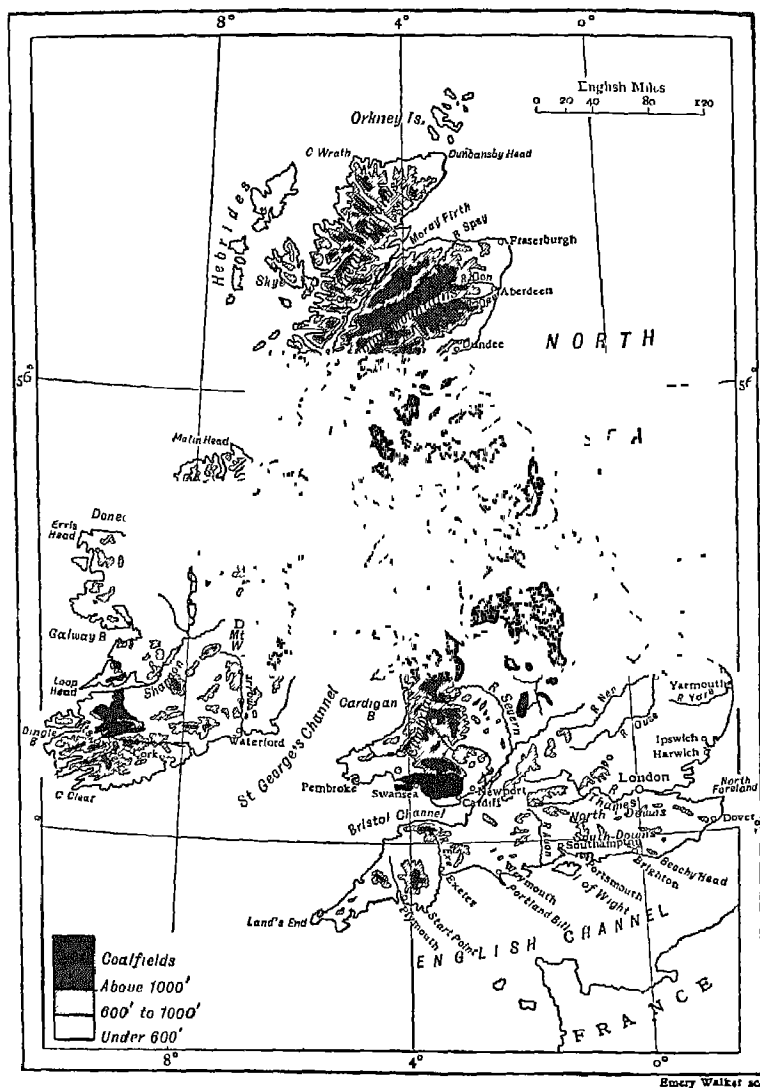 8°
4°
0°
English Miles
0 20 40 80 120
Orkney Is.
C Wrath
Duncansby Head
Hebrides
Moray Firth
R Spey
Fraserburgh
Skye
R Don
Aberdeen
Dundee
NORTH
56°
56°
SEA
Malin Head
Erris Head
Galway B
Loop Head
Shannon
Dingle B
C Clear
Waterford
St George's Channel
Cardigan B
R Severn
R Nen
R Ouse
Yarmouth
R Yare
Ipswich
Harwich
Pembroke
Swansea
Newport
Cardiff
London
R Thames
North Foreland
North Downs
Dover
Bristol Channel
South Downs
R Avon
Southampton
R Exe
Exeter
Weymouth
Portland Bill
Portsmouth
I of Wight
Brighton
Beachy Head
Land's End
Plymouth
Start Point
ENGLISH CHANNEL
FRANCE
Coalfields
Above 1000'
600' to 1000'
Under 600'
8°
4°
0°
Emery Walker sc